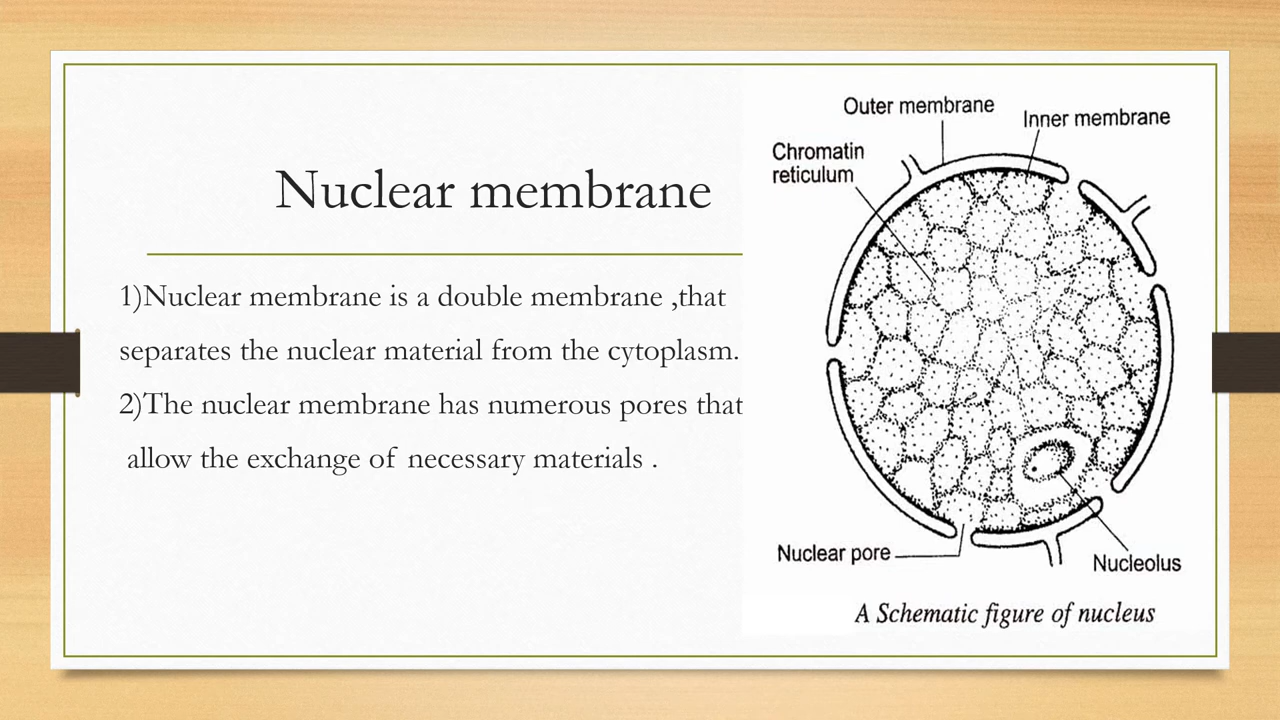 Nuclear membrane
1)Nuclear membrane is a double membrane ,that
separates the nuclear material from the cytoplasm.
2)The nuclear membrane has numerous pores that
allow the exchange of necessary materials .
Outer membrane
Inner membrane
Chromatin
reticulum
Nuclear pore
Nucleolus
A Schematic figure of nucleus